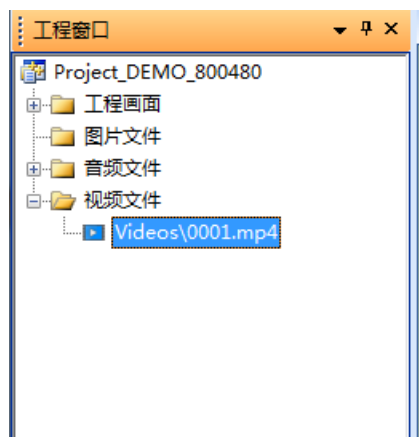 工程窗口
Project_DEMO_800480
工程画面
图片文件
音频文件
视频文件
Videos\0001.mp4